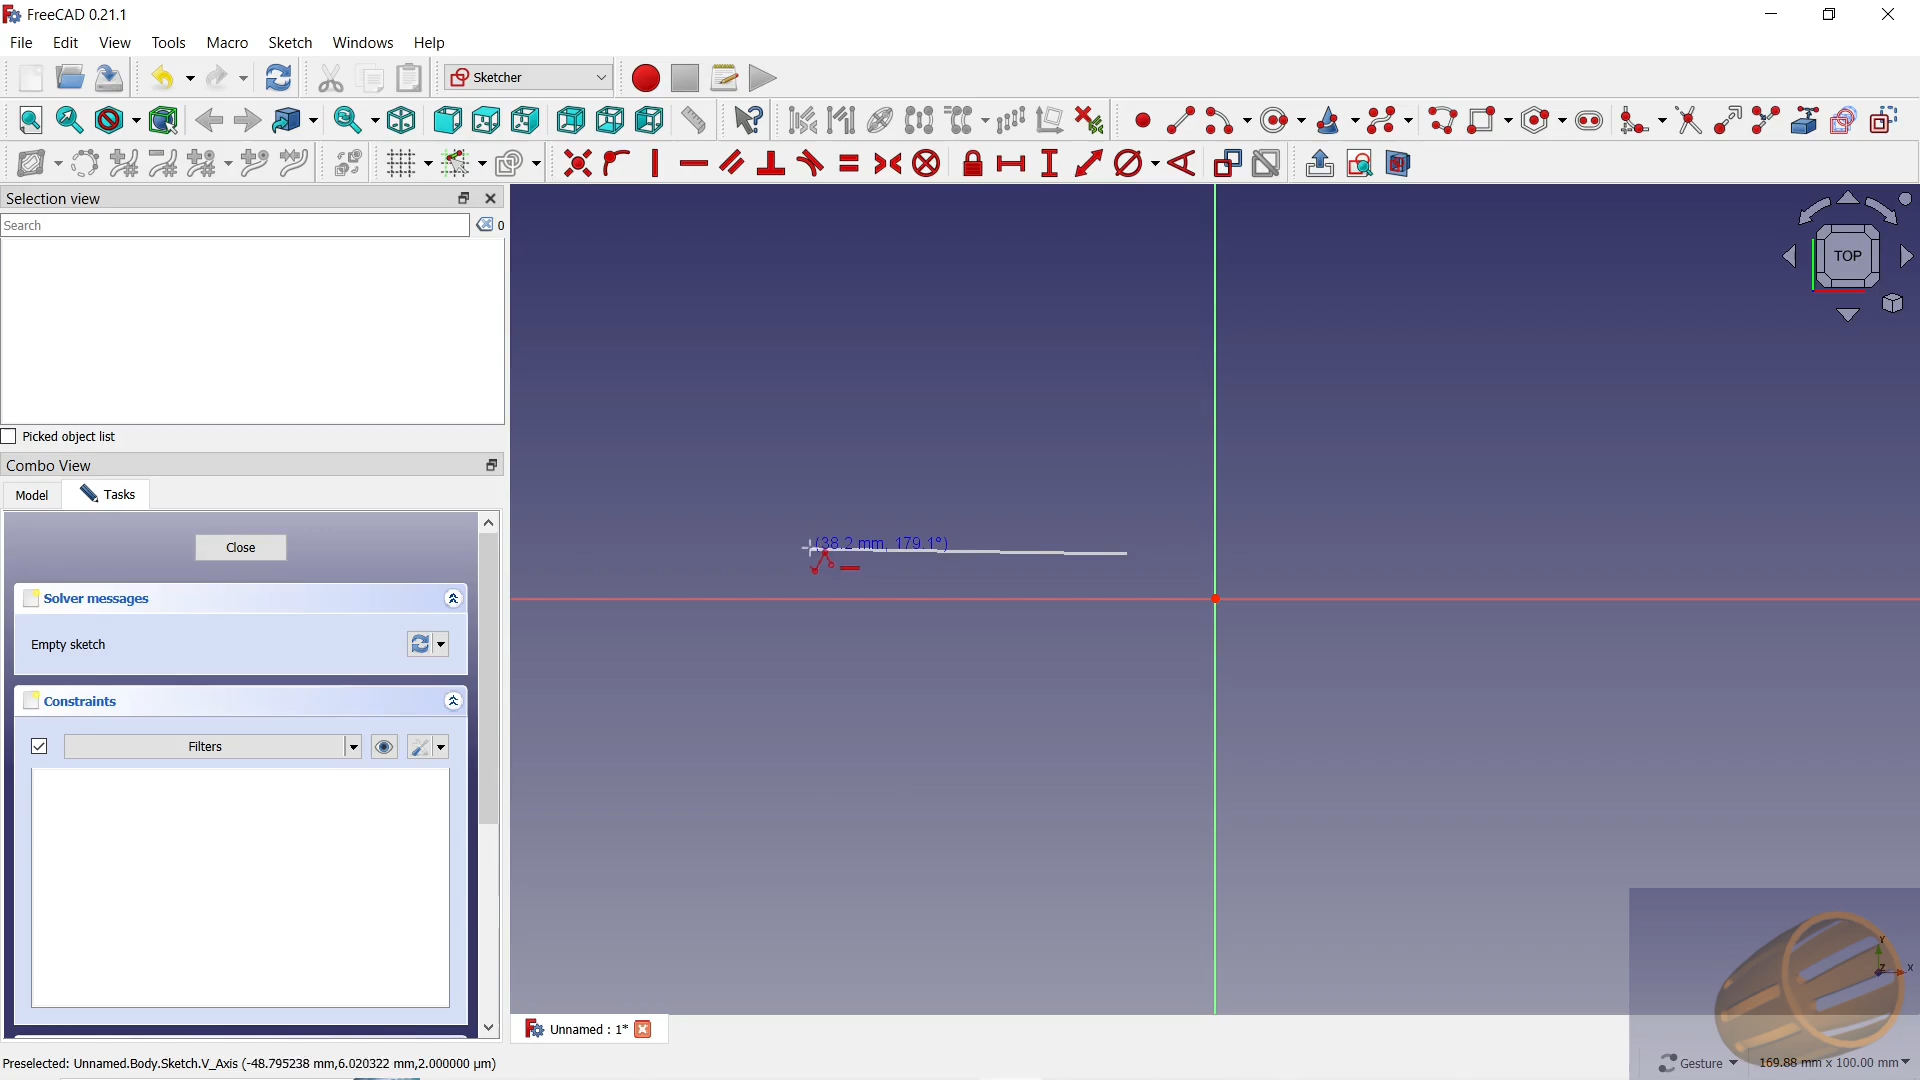 FreeCAD 0.21.1
File Edit View Tools Macro Sketch Windows Help
Sketcher
Selection view
Search
0
Picked object list
Combo View
Model Tasks
Close
Solver messages
Empty sketch
Constraints
Filters
(38.2 mm, 179.1°)
TOP
Y
Z
X
Unnamed : 1*
Preselected: Unnamed.Body.Sketch.V_Axis (-48.795238 mm,6.020322 mm,2.000000 µm)
Gesture
169.88 mm x 100.00 mm